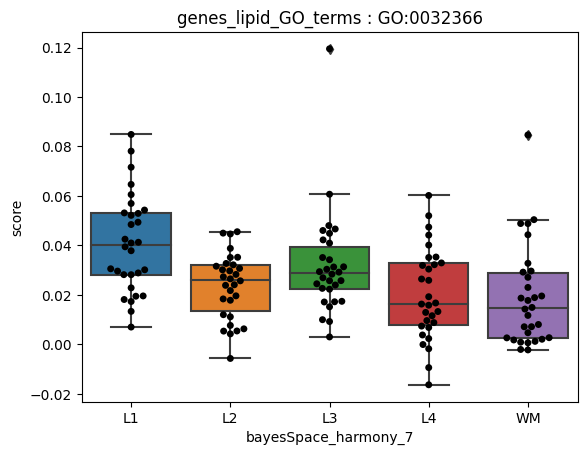 genes_lipid_GO_terms : GO:0032366
0.12
0.10
0.08
0.06
0.04
0.02
0.00
−0.02
score
L1 L2 L3 L4 WM
bayesSpace_harmony_7